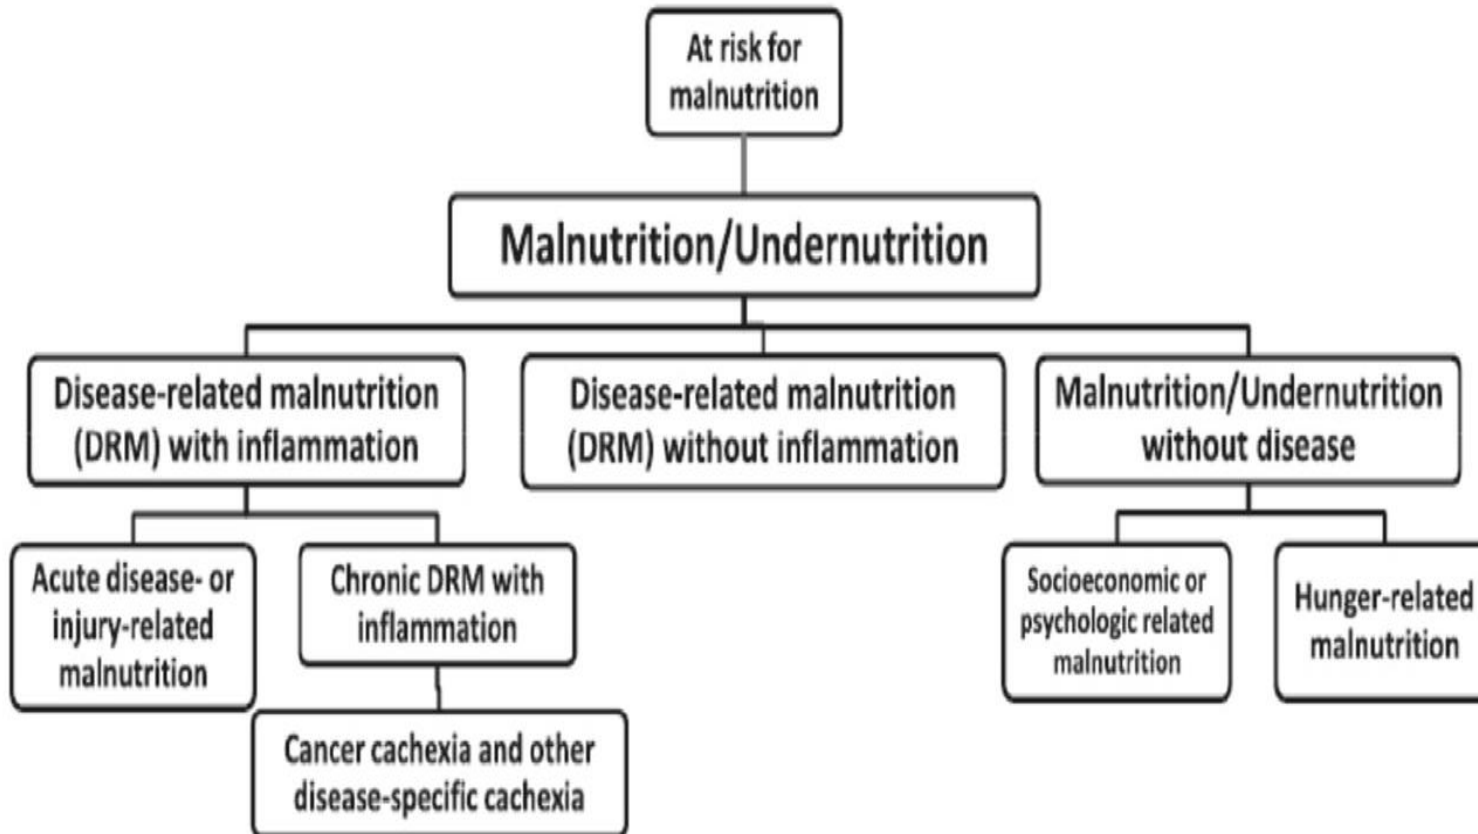 At risk for
malnutrition
Malnutrition/Undernutrition
Disease-related malnutrition
(DRM) with inflammation
Disease-related malnutrition
(DRM) without inflammation
Malnutrition/Undernutrition
without disease
Acute disease- or
injury-related
malnutrition
Chronic DRM with
inflammation
Socioeconomic or
psychologic related
malnutrition
Hunger-related
malnutrition
Cancer cachexia and other
disease-specific cachexia